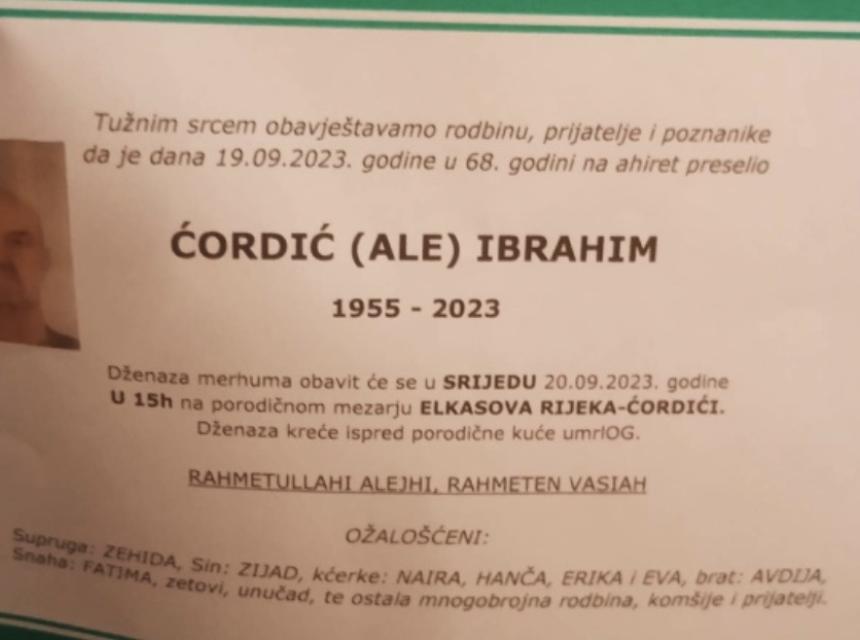 Tužnim srcem obavještavamo rodbinu, prijatelje i poznanike
da je dana 19.09.2023. godine u 68. godini na ahiret preselio
ĆORDIĆ (ALE) IBRAHIM
1955 - 2023
Dženaza merhuma obavit će se u SRIJEDU 20.09.2023. godine
U 15h na porodičnom mezarju ELKASOVA RIJEKA-ĆORDIĆI.
Dženaza kreće ispred porodične kuće umrlOG.
RAHMETULLAHI ALEJHI, RAHMETEN VASIAH
OŽALOŠĆENI:
Supruga: ZEHIDA, Sin: ZIJAD, kćerke: NAIRA, HANČA, ERIKA i EVA, brat: AVDIJA,
Snaha: FATIMA, zetovi, unučad, te ostala mnogobrojna rodbina, komšije i prijatelji.